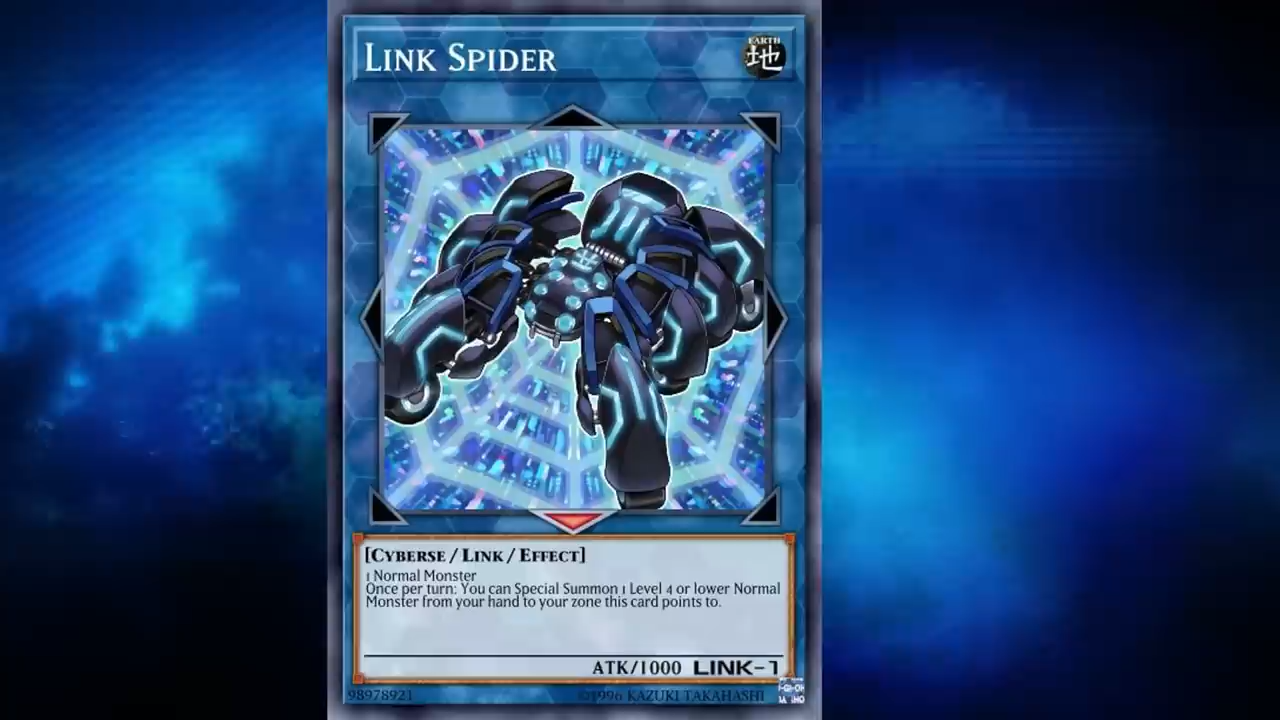 LINK SPIDER
EARTH
地
[CYBERSE / LINK / EFFECT]
1 Normal Monster
Once per turn: You can Special Summon 1 Level 4 or lower Normal
Monster from your hand to your zone this card points to.
ATK/1000 LINK-1
98978921 ©1996 KAZUKI TAKAHASHI